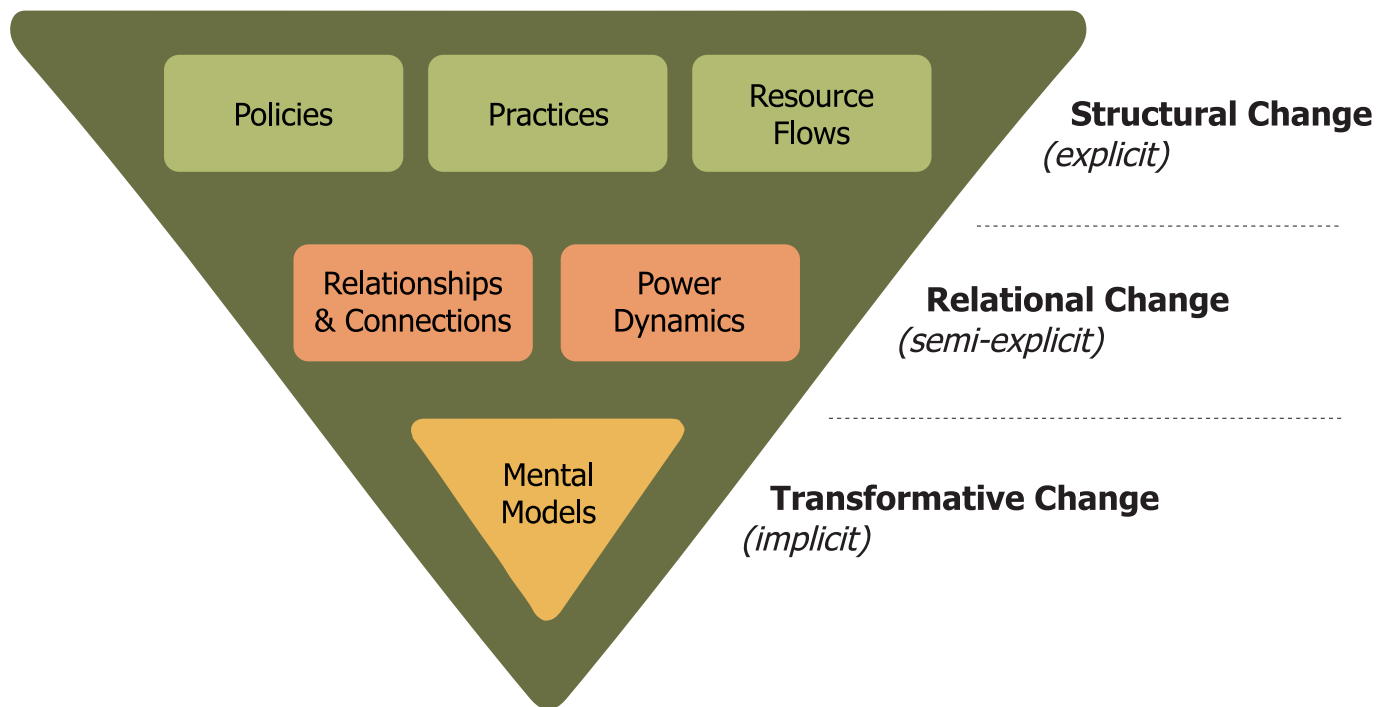 Policies
Practices
Resource
Flows
Structural Change
(explicit)
Relationships
& Connections
Power
Dynamics
Relational Change
(semi-explicit)
Mental
Models
Transformative Change
(implicit)